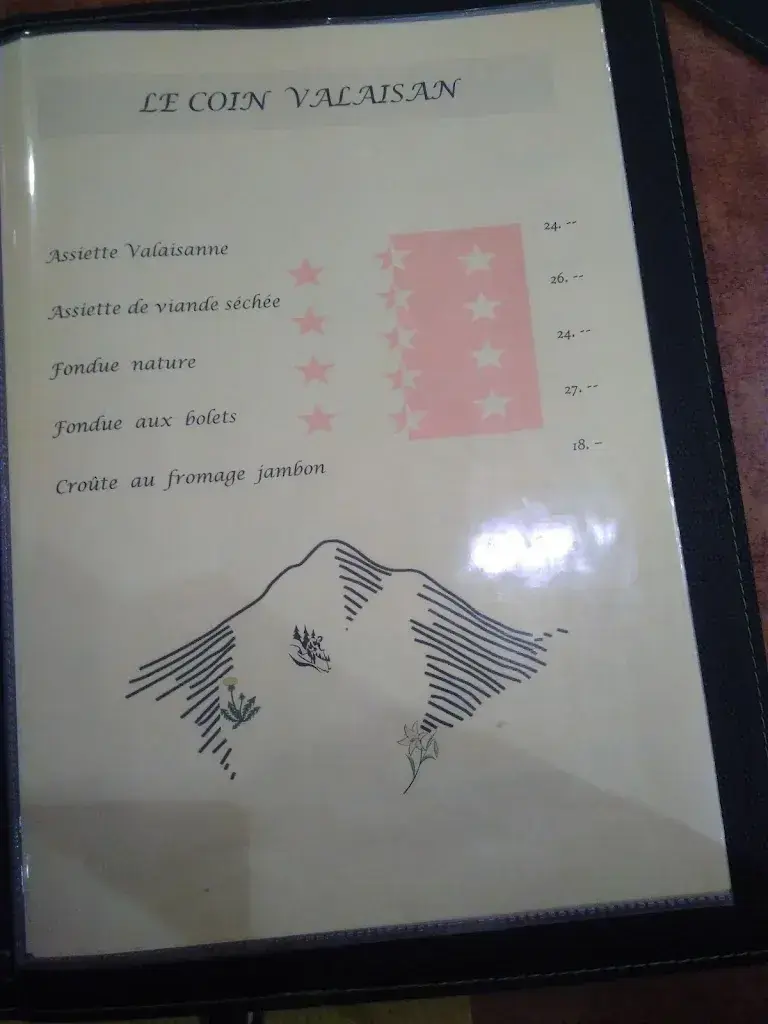 LE COIN VALAISAN
Assiette Valaisanne 24. --
Assiette de viande séchée 26. --
Fondue nature 24. --
Fondue aux bolets 27. --
Croûte au fromage jambon 18. –